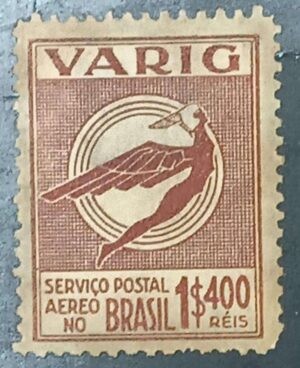 VARIG
SERVIÇO POSTAL
AEREO
NO BRASIL 1$400
RÉIS